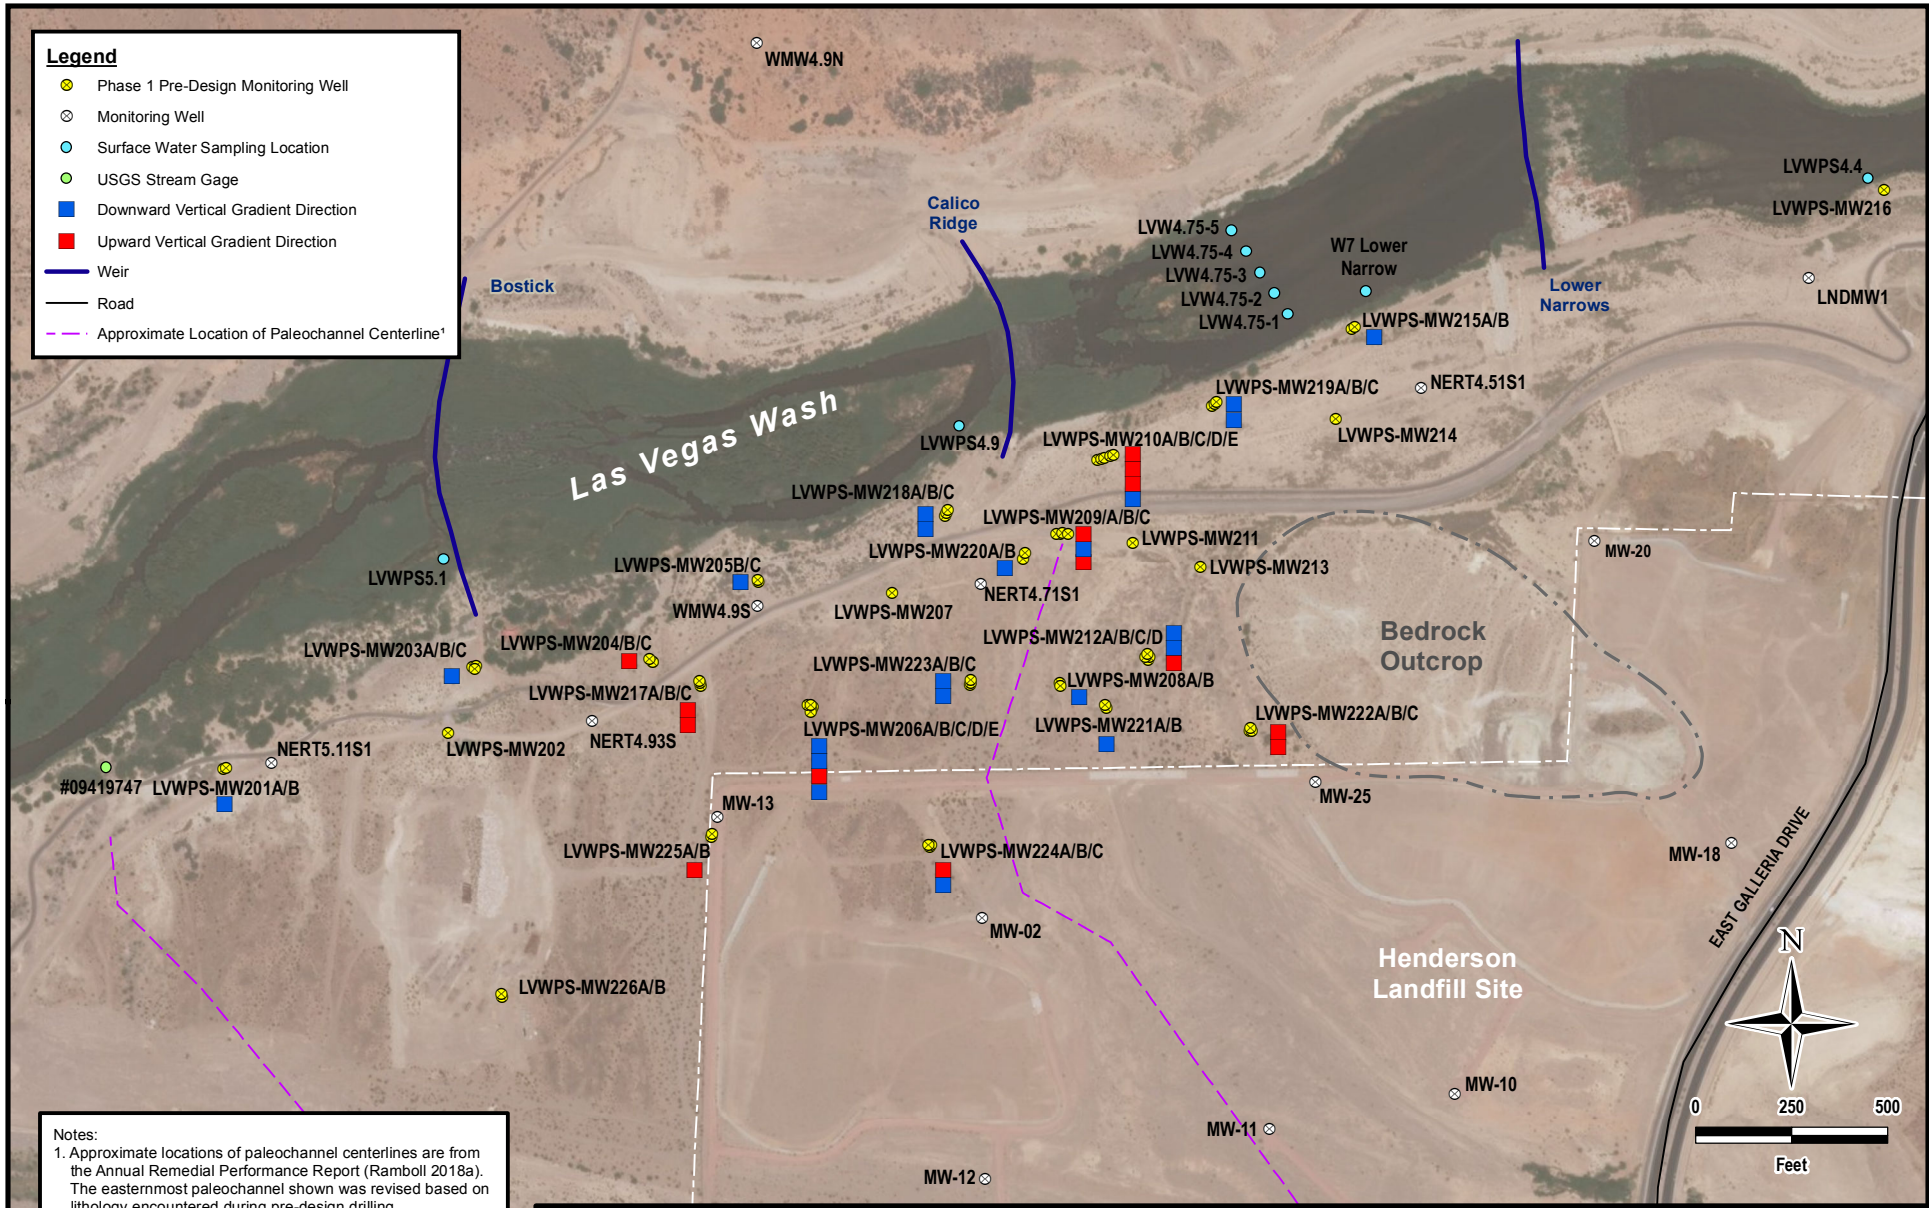 Legend
Phase 1 Pre-Design Monitoring Well
Monitoring Well
Surface Water Sampling Location
USGS Stream Gage
Downward Vertical Gradient Direction
Upward Vertical Gradient Direction
Weir
Road
Approximate Location of Paleochannel Centerline¹
WMW4.9N
Calico
Ridge
Bostick
LVW4.75-5
LVW4.75-4
LVW4.75-3
LVW4.75-2
LVW4.75-1
W7 Lower
Narrow
Lower
Narrows
LVWPS4.4
LVWPS-MW216
LNDMW1
LVWPS-MW215A/B
NERT4.51S1
LVWPS-MW219A/B/C
LVWPS-MW214
Las Vegas Wash
LVWPS4.9
LVWPS-MW210A/B/C/D/E
LVWPS-MW218A/B/C
LVWPS-MW209/A/B/C
LVWPS-MW211
LVWPS-MW220A/B
LVWPS-MW213
MW-20
LVWPS5.1
LVWPS-MW205B/C
WMW4.9S
LVWPS-MW207
NERT4.71S1
LVWPS-MW203A/B/C
LVWPS-MW204/B/C
LVWPS-MW212A/B/C/D
Bedrock
Outcrop
LVWPS-MW223A/B/C
LVWPS-MW208A/B
LVWPS-MW217A/B/C
LVWPS-MW206A/B/C/D/E
LVWPS-MW221A/B
LVWPS-MW222A/B/C
NERT5.11S1
LVWPS-MW202
NERT4.93S
#09419747
LVWPS-MW201A/B
MW-13
MW-25
LVWPS-MW225A/B
LVWPS-MW224A/B/C
MW-18
EAST GALLERIA DRIVE
MW-02
Henderson
Landfill Site
LVWPS-MW226A/B
N
MW-10
MW-11
MW-12
0 250 500
Feet
Notes:
1. Approximate locations of paleochannel centerlines are from
the Annual Remedial Performance Report (Ramboll 2018a).
The easternmost paleochannel shown was revised based on
lithology encountered during pre-design drilling